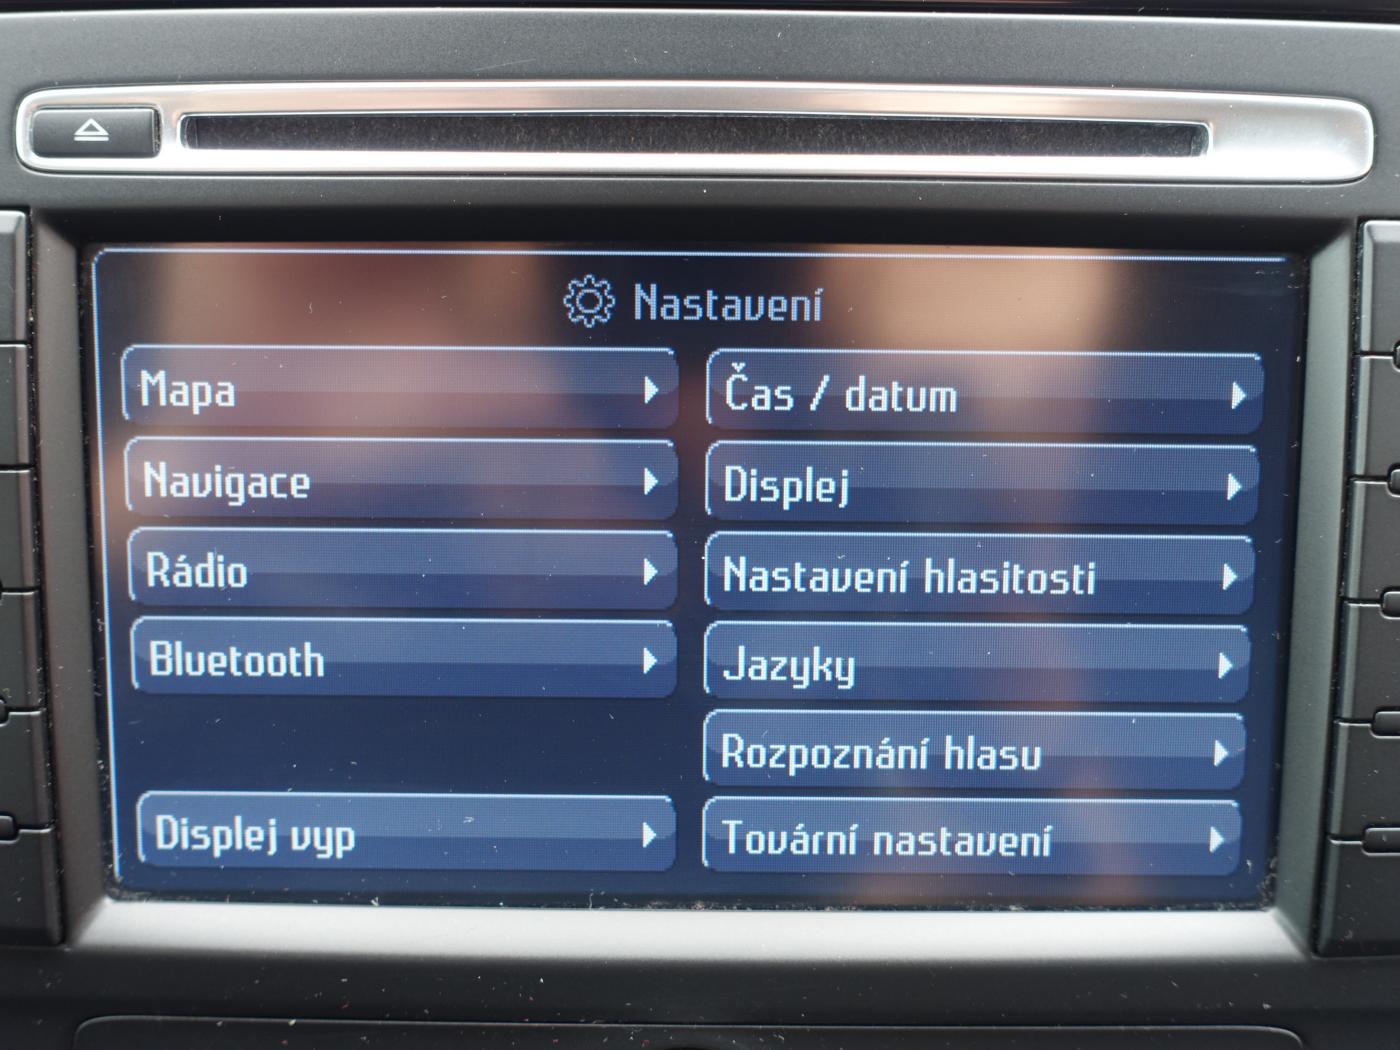 Nastavení
Mapa
Čas / datum
Navigace
Displej
Rádio
Nastavení hlasitosti
Bluetooth
Jazyky
Rozpoznání hlasu
Displej vyp
Tovární nastavení